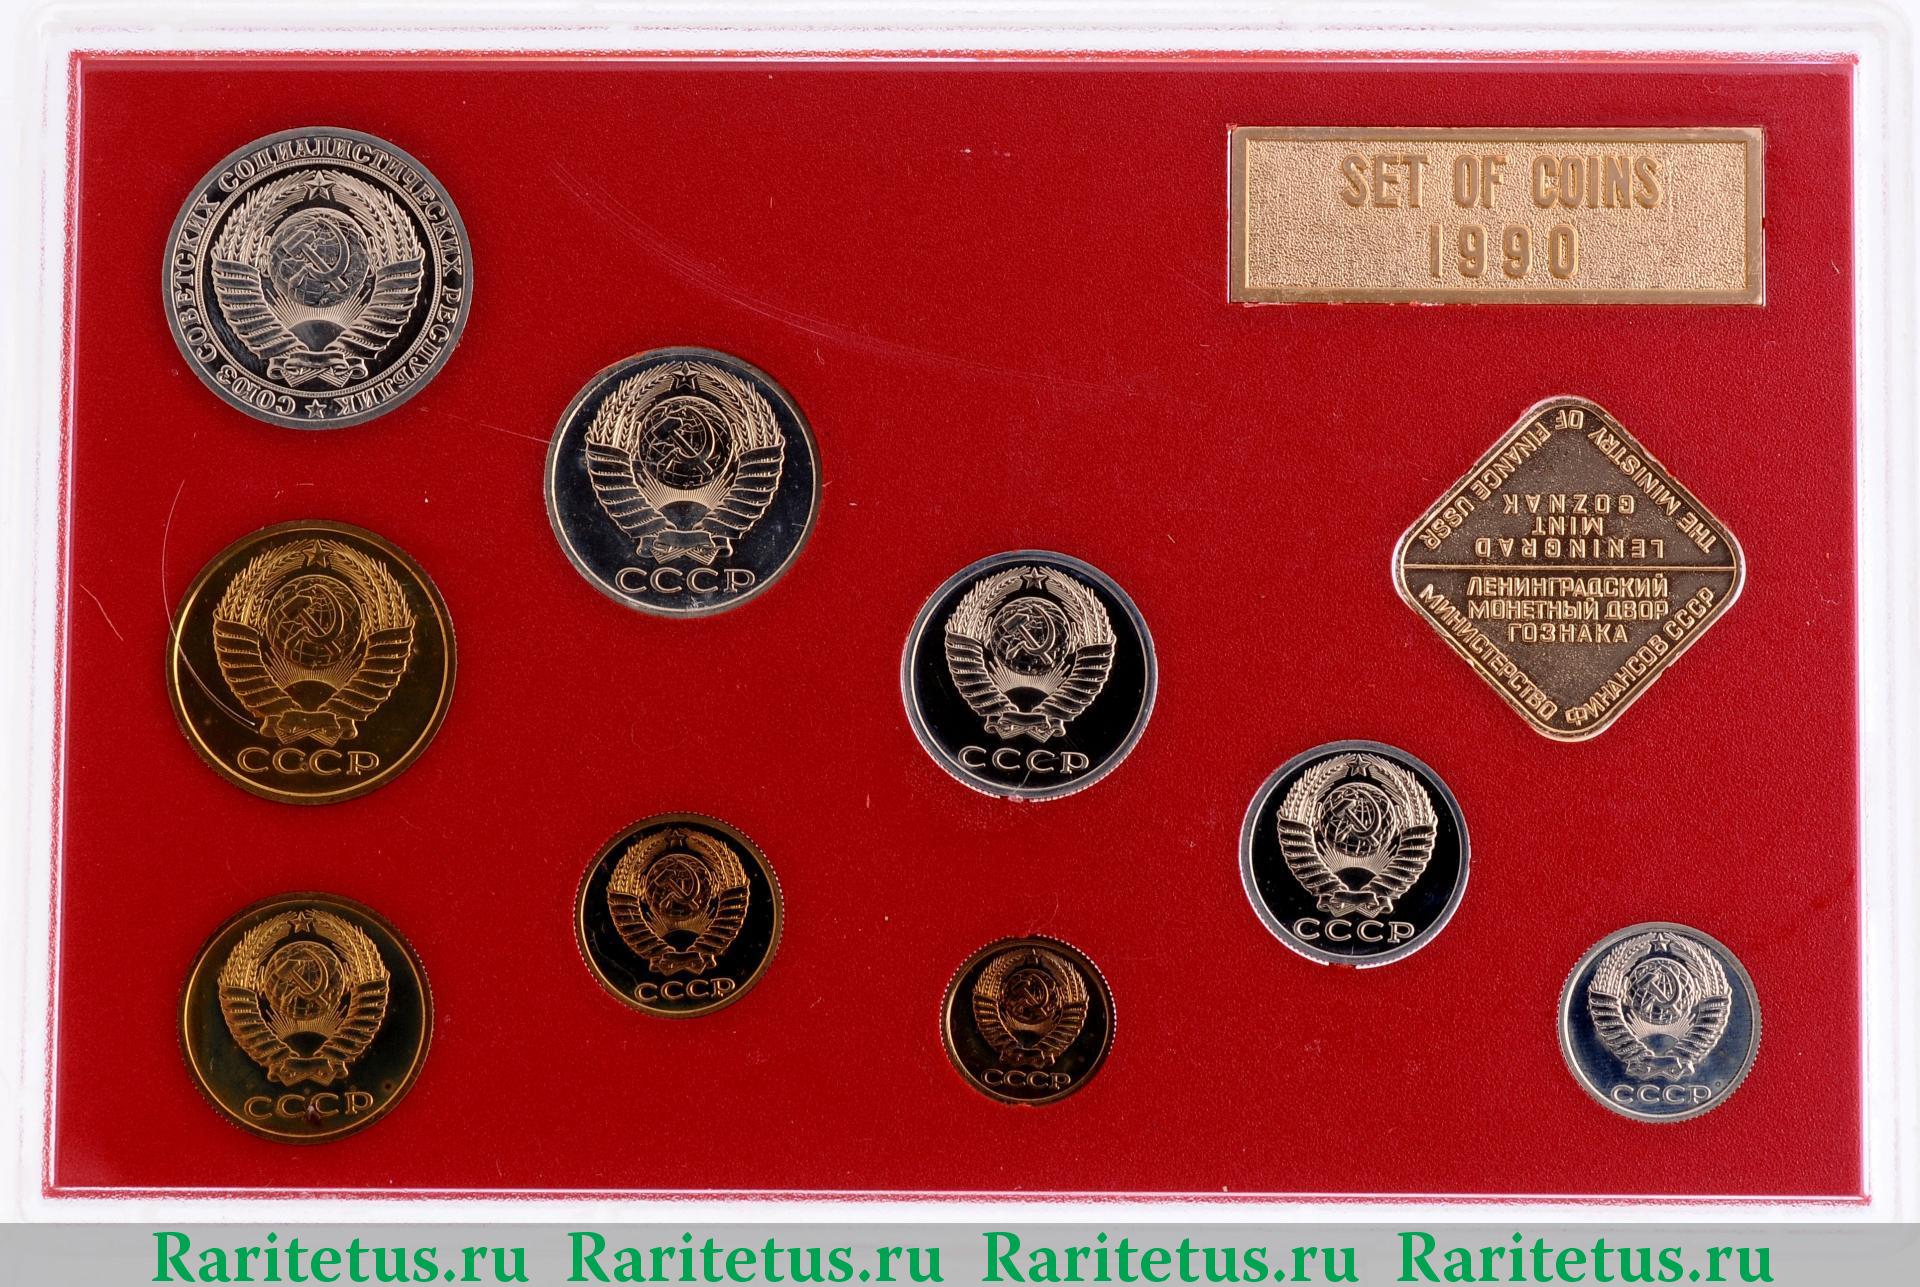 SET OF COINS
1990
СОЮЗ СОВЕТСКИХ СОЦИАЛИСТИЧЕСКИХ РЕСПУБЛИК
СССР
THE MINISTRY OF FINANCE USSR
LENINGRAD
MINT
GOZNAK
ЛЕНИНГРАДСКИЙ
МОНЕТНЫЙ ДВОР
ГОЗНАКА
МИНИСТЕРСТВО ФИНАНСОВ СССР
СССР
СССР
СССР
СССР
СССР
СССР
СССР
Raritetus.ru Raritetus.ru Raritetus.ru Raritetus.ru